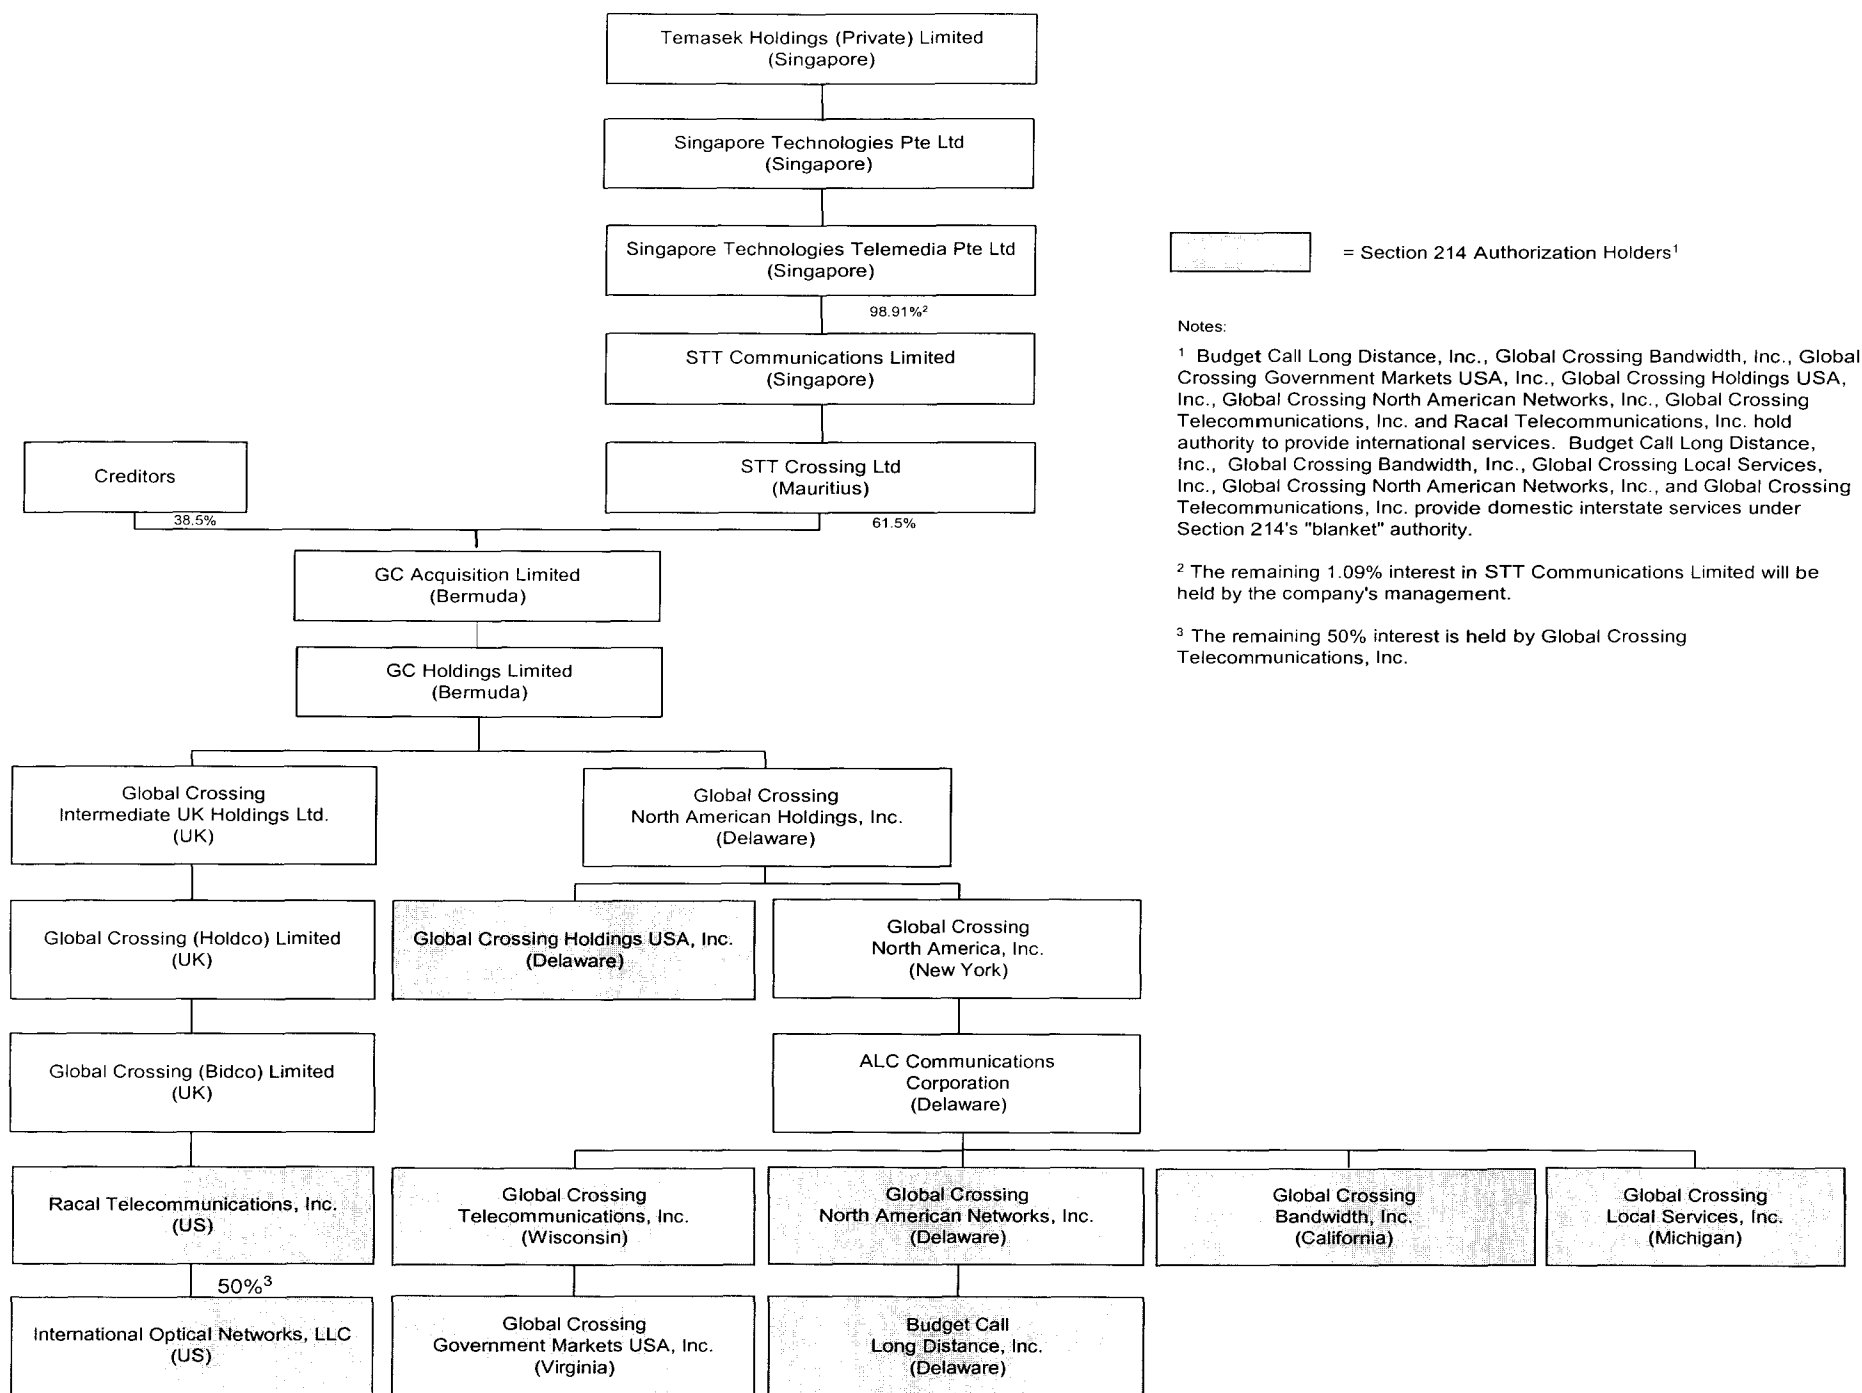 Temasek Holdings (Private) Limited
(Singapore)
Singapore Technologies Pte Ltd
(Singapore)
Singapore Technologies Telemedia Pte Ltd
(Singapore)
98.91%²
STT Communications Limited
(Singapore)
STT Crossing Ltd
(Mauritius)
Creditors
38.5%
61.5%
GC Acquisition Limited
(Bermuda)
GC Holdings Limited
(Bermuda)
Global Crossing
Intermediate UK Holdings Ltd.
(UK)
Global Crossing
North American Holdings, Inc.
(Delaware)
Global Crossing (Holdco) Limited
(UK)
Global Crossing Holdings USA, Inc.
(Delaware)
Global Crossing
North America, Inc.
(New York)
Global Crossing (Bidco) Limited
(UK)
ALC Communications
Corporation
(Delaware)
Racal Telecommunications, Inc.
(US)
Global Crossing
Telecommunications, Inc.
(Wisconsin)
Global Crossing
North American Networks, Inc.
(Delaware)
Global Crossing
Bandwidth, Inc.
(California)
Global Crossing
Local Services, Inc.
(Michigan)
50%³
International Optical Networks, LLC
(US)
Global Crossing
Government Markets USA, Inc.
(Virginia)
Budget Call
Long Distance, Inc.
(Delaware)
= Section 214 Authorization Holders¹
Notes:
¹ Budget Call Long Distance, Inc., Global Crossing Bandwidth, Inc., Global
Crossing Government Markets USA, Inc., Global Crossing Holdings USA,
Inc., Global Crossing North American Networks, Inc., Global Crossing
Telecommunications, Inc. and Racal Telecommunications, Inc. hold
authority to provide international services. Budget Call Long Distance,
Inc., Global Crossing Bandwidth, Inc., Global Crossing Local Services,
Inc., Global Crossing North American Networks, Inc., and Global Crossing
Telecommunications, Inc. provide domestic interstate services under
Section 214's "blanket" authority.
² The remaining 1.09% interest in STT Communications Limited will be
held by the company's management.
³ The remaining 50% interest is held by Global Crossing
Telecommunications, Inc.